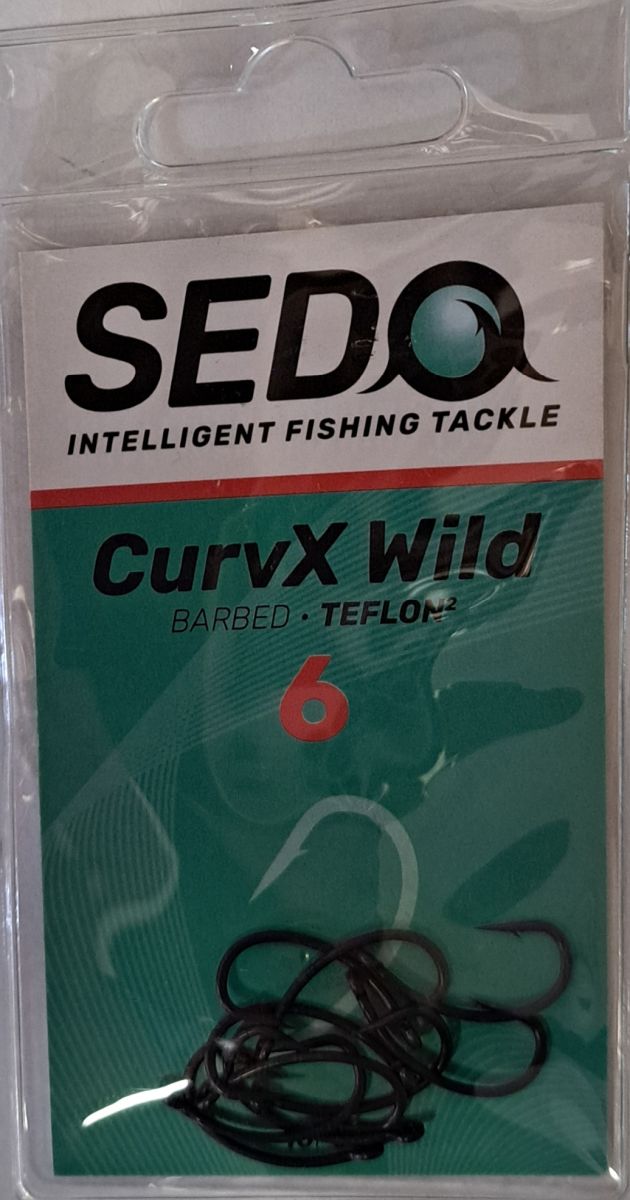 SEDO
INTELLIGENT FISHING TACKLE
CurvX Wild
BARBED • TEFLON²
6